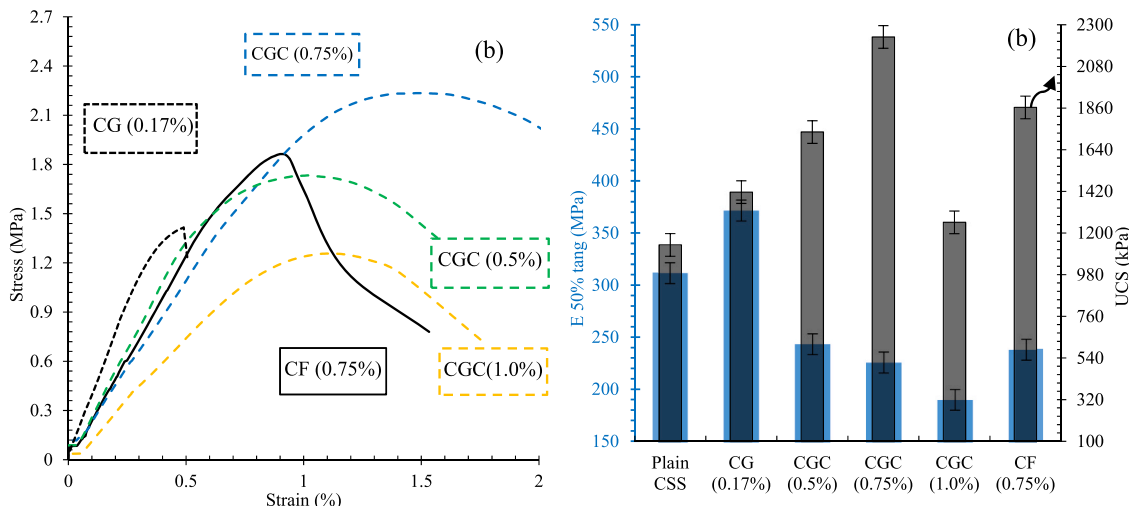 2.7
2.4
2.1
1.8
1.5
1.2
0.9
0.6
0.3
0
Stress (MPa)
0
0.5
1
1.5
2
Strain (%)
(b)
CGC (0.75%)
CG (0.17%)
CGC (0.5%)
CF (0.75%)
CGC(1.0%)
550
500
450
400
350
300
250
200
150
E 50% tang (MPa)
(b)
2300
2080
1860
1640
1420
1200
980
760
540
320
100
UCS (kPa)
Plain
CSS
CG
(0.17%)
CGC
(0.5%)
CGC
(0.75%)
CGC
(1.0%)
CF
(0.75%)